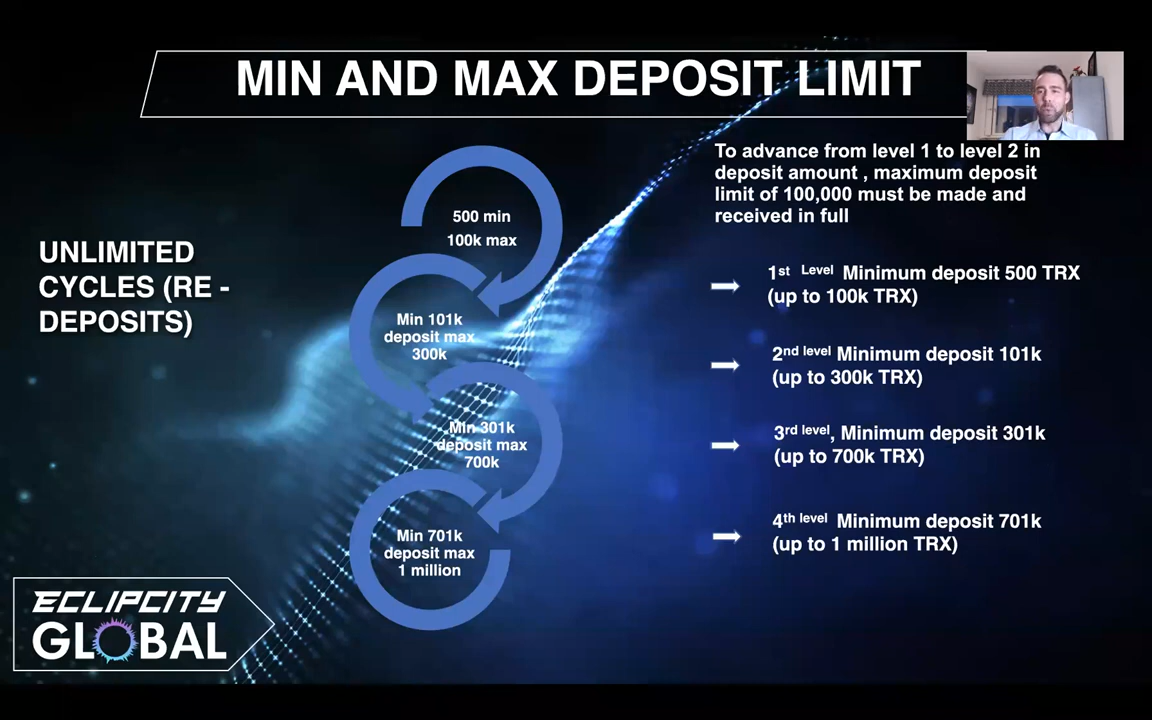 MIN AND MAX DEPOSIT LIMIT
To advance from level 1 to level 2 in
deposit amount , maximum deposit
limit of 100,000 must be made and
received in full
UNLIMITED
CYCLES (RE -
DEPOSITS)
500 min
100k max
Min 101k
deposit max
300k
Min 301k
deposit max
700k
Min 701k
deposit max
1 million
1st Level Minimum deposit 500 TRX
(up to 100k TRX)
2nd level Minimum deposit 101k
(up to 300k TRX)
3rd level, Minimum deposit 301k
(up to 700k TRX)
4th level Minimum deposit 701k
(up to 1 million TRX)
ECLIPCITY
GLOBAL